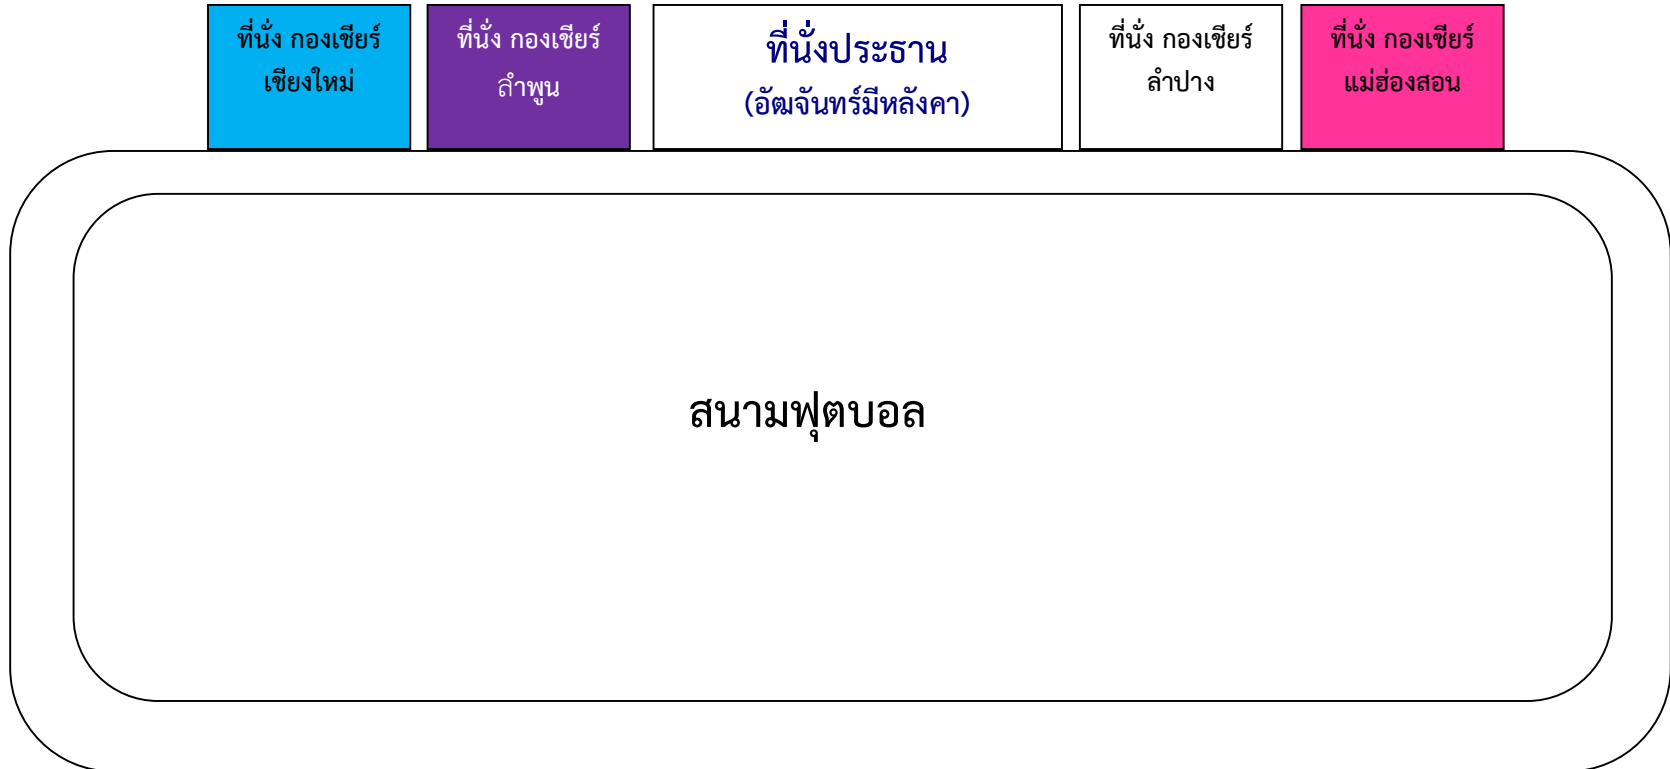 ที่นั่ง กองเชียร์
เชียงใหม่
ที่นั่ง กองเชียร์
ลำพูน
ที่นั่งประธาน
(อัฒจันทร์มีหลังคา)
ที่นั่ง กองเชียร์
ลำปาง
ที่นั่ง กองเชียร์
แม่ฮ่องสอน
สนามฟุตบอล